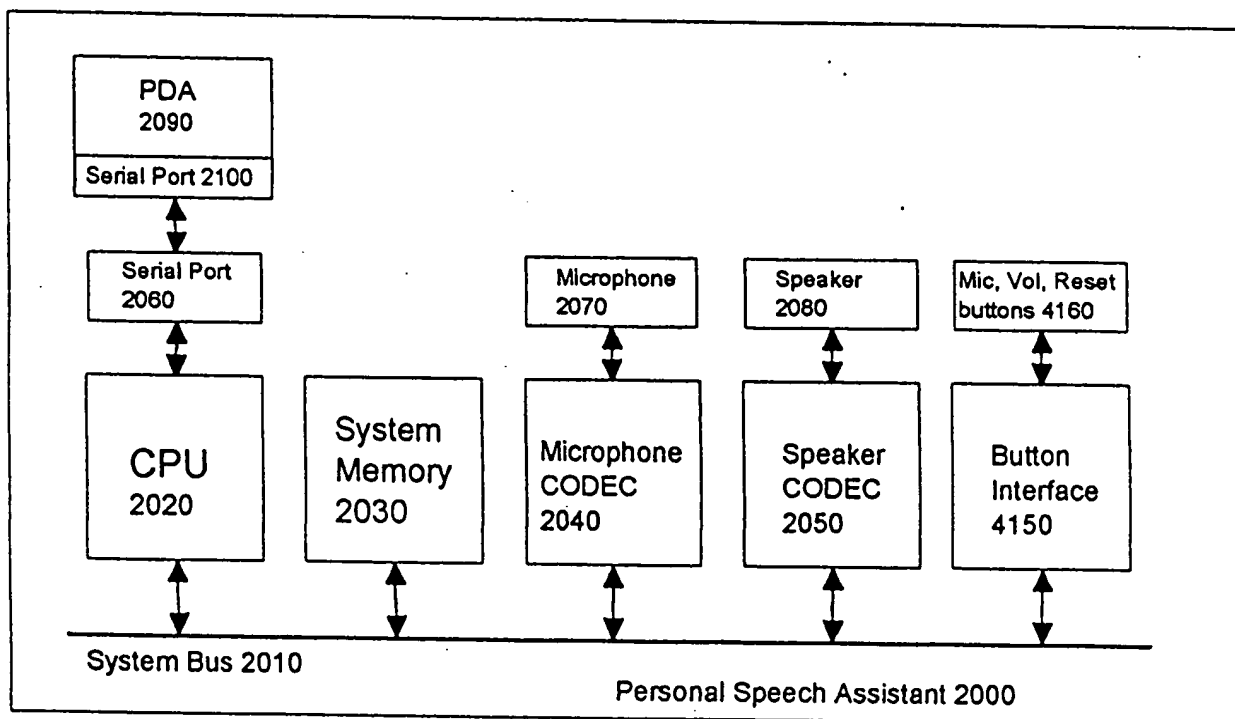 PDA
2090
Serial Port 2100
Serial Port
2060
Microphone
2070
Speaker
2080
Mic, Vol, Reset
buttons 4160
CPU
2020
System
Memory
2030
Microphone
CODEC
2040
Speaker
CODEC
2050
Button
Interface
4150
System Bus 2010
Personal Speech Assistant 2000